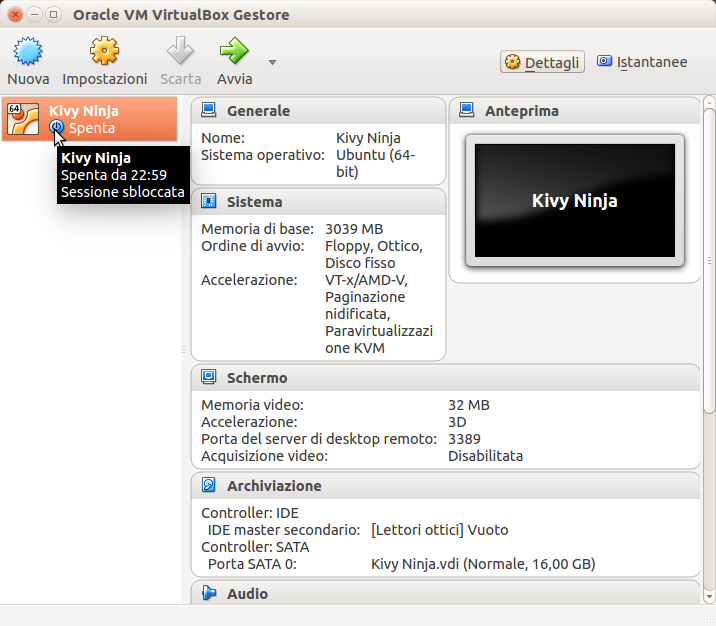 Oracle VM VirtualBox Gestore
Nuova Impostazioni Scarta Avvia Dettagli Istantanee
64
Kivy Ninja
Spenta
Kivy Ninja
Spenta da 22:59
Sessione sbloccata
Generale
Nome: Kivy Ninja
Sistema operativo: Ubuntu (64-
bit)
Sistema
Memoria di base: 3039 MB
Ordine di avvio: Floppy, Ottico,
Disco fisso
Accelerazione: VT-x/AMD-V,
Paginazione
nidificata,
Paravirtualizzazi
one KVM
Anteprima
Kivy Ninja
Schermo
Memoria video: 32 MB
Accelerazione: 3D
Porta del server di desktop remoto: 3389
Acquisizione video: Disabilitata
Archiviazione
Controller: IDE
IDE master secondario: [Lettori ottici] Vuoto
Controller: SATA
Porta SATA 0: Kivy Ninja.vdi (Normale, 16,00 GB)
Audio